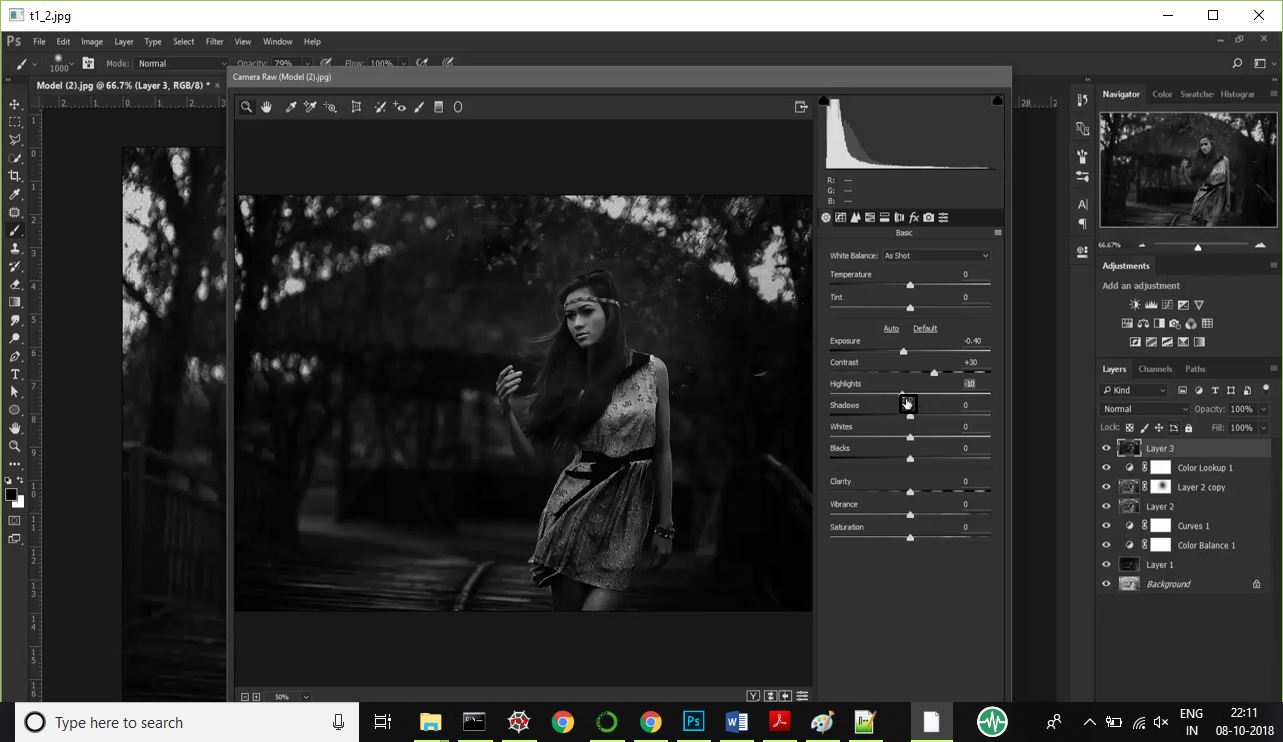 t1_2.jpg
Ps File Edit Image Layer Type Select Filter View Window Help
1000 Mode: Normal Opacity: 79% Flow: 100%
Model (2).jpg @ 66.7% (Layer 3, RGB/8) * ×
Camera Raw (Model (2).jpg)
R: ---
G: ---
B: ---
fx
Basic
White Balance: As Shot
Temperature 0
Tint 0
Auto Default
Exposure -0.40
Contrast +30
Highlights -10
Shadows 0
Whites 0
Blacks 0
Clarity 0
Vibrance 0
Saturation 0
50%
Y
Navigator Color Swatche: Histograr
66.67%
Adjustments
Add an adjustment
Layers Channels Paths
Kind
Normal Opacity: 100%
Lock: Fill: 100%
Layer 3
Color Lookup 1
Layer 2 copy
Layer 2
Curves 1
Color Balance 1
Layer 1
Background
Type here to search
Ps
ENG
IN
22:11
08-10-2018